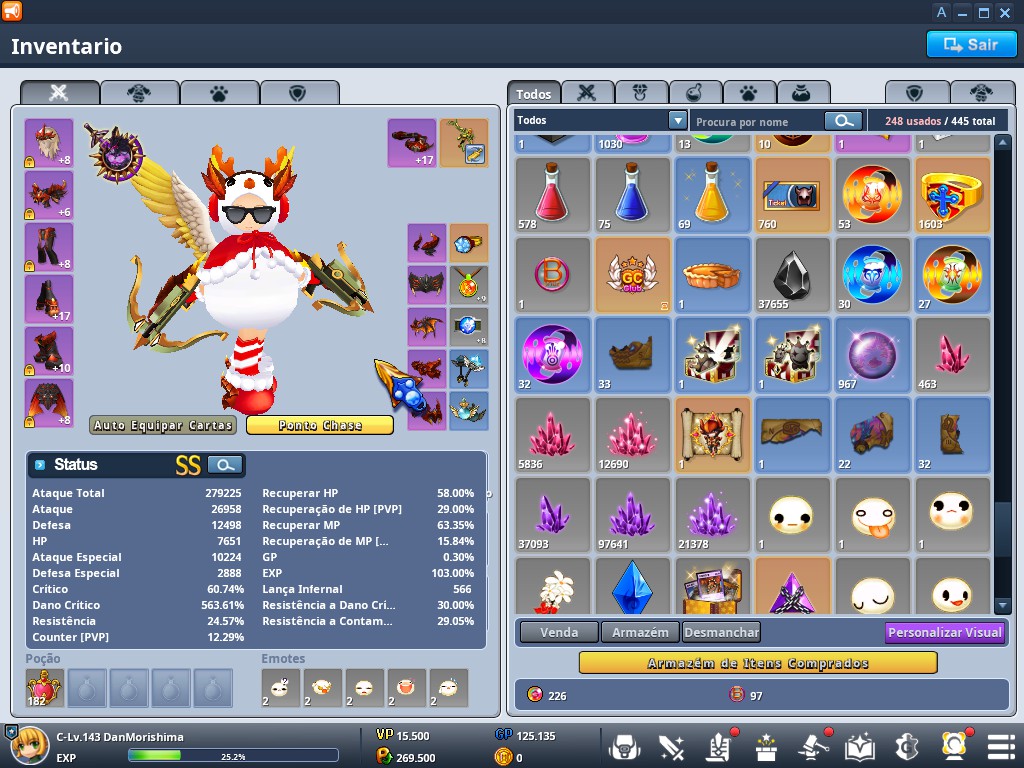 A
Inventario
Sair
Todos
Todos
Procura por nome
248 usados / 445 total
+8
+17
+6
+8
+17
+9
+8
+10
+8
Auto Equipar Cartas
Ponto Chase
1
1030
13
10
1
1
578
75
69
Ticket
760
53
1603
1
GC
Club
1
37655
30
27
32
33
1
1
967
463
5836
12690
1
1
22
32
37093
97641
21378
1
1
1
Status
SS
Ataque Total 279225
Ataque 26958
Defesa 12498
HP 7651
Ataque Especial 10224
Defesa Especial 2888
Crítico 60.74%
Dano Crítico 563.61%
Resistência 24.57%
Counter [PVP] 12.29%
Recuperar HP 58.00%
Recuperação de HP [PVP] 29.00%
Recuperar MP 63.35%
Recuperação de MP [... 15.84%
GP 0.30%
EXP 103.00%
Lança Infernal 566
Resistência a Dano Crí... 30.00%
Resistência a Contam... 29.05%
Poção
182
Emotes
2
2
2
2
2
Venda
Armazém
Desmanchar
Personalizar Visual
Armazém de Itens Comprados
226
97
C-Lv.143 DanMorishima
EXP 25.2%
VP 15.500
GP 125.135
269.500
0